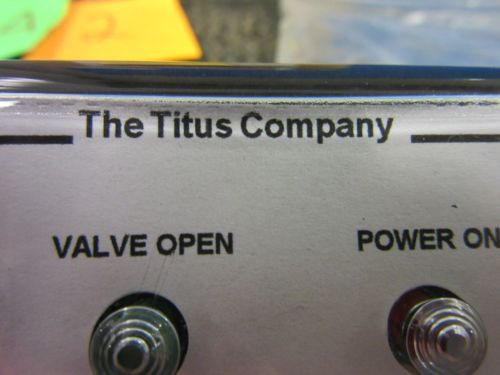 The Titus Company
VALVE OPEN
POWER ON